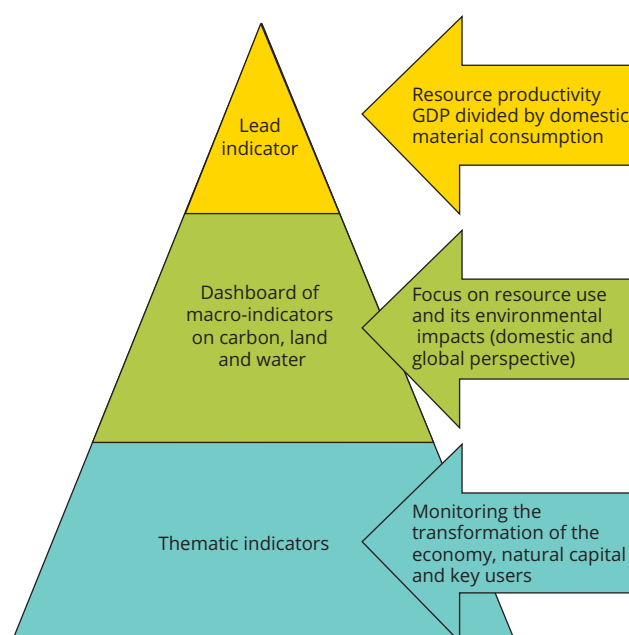 Lead
indicator
Resource productivity
GDP divided by domestic
material consumption
Dashboard of
macro-indicators
on carbon, land
and water
Focus on resource use
and its environmental
impacts (domestic and
global perspective)
Thematic indicators
Monitoring the
transformation of the
economy, natural capital
and key users